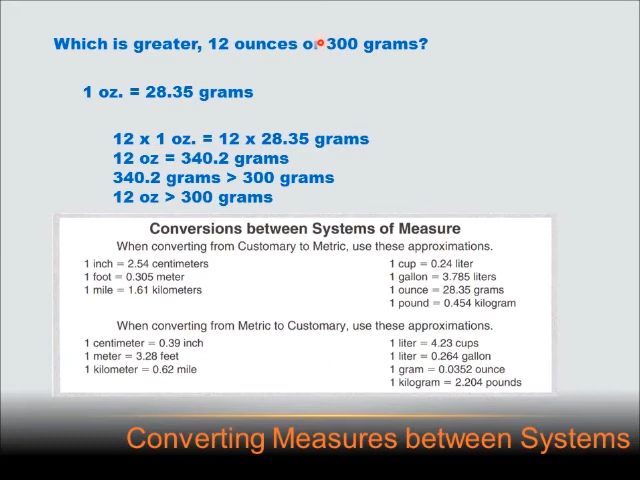 Which is greater, 12 ounces or 300 grams?
1 oz. = 28.35 grams
12 x 1 oz. = 12 x 28.35 grams
12 oz = 340.2 grams
340.2 grams > 300 grams
12 oz > 300 grams
Conversions between Systems of Measure
When converting from Customary to Metric, use these approximations.
1 inch = 2.54 centimeters
1 foot = 0.305 meter
1 mile = 1.61 kilometers
1 cup = 0.24 liter
1 gallon = 3.785 liters
1 ounce = 28.35 grams
1 pound = 0.454 kilogram
When converting from Metric to Customary, use these approximations.
1 centimeter = 0.39 inch
1 meter = 3.28 feet
1 kilometer = 0.62 mile
1 liter = 4.23 cups
1 liter = 0.264 gallon
1 gram = 0.0352 ounce
1 kilogram = 2.204 pounds
Converting Measures between Systems